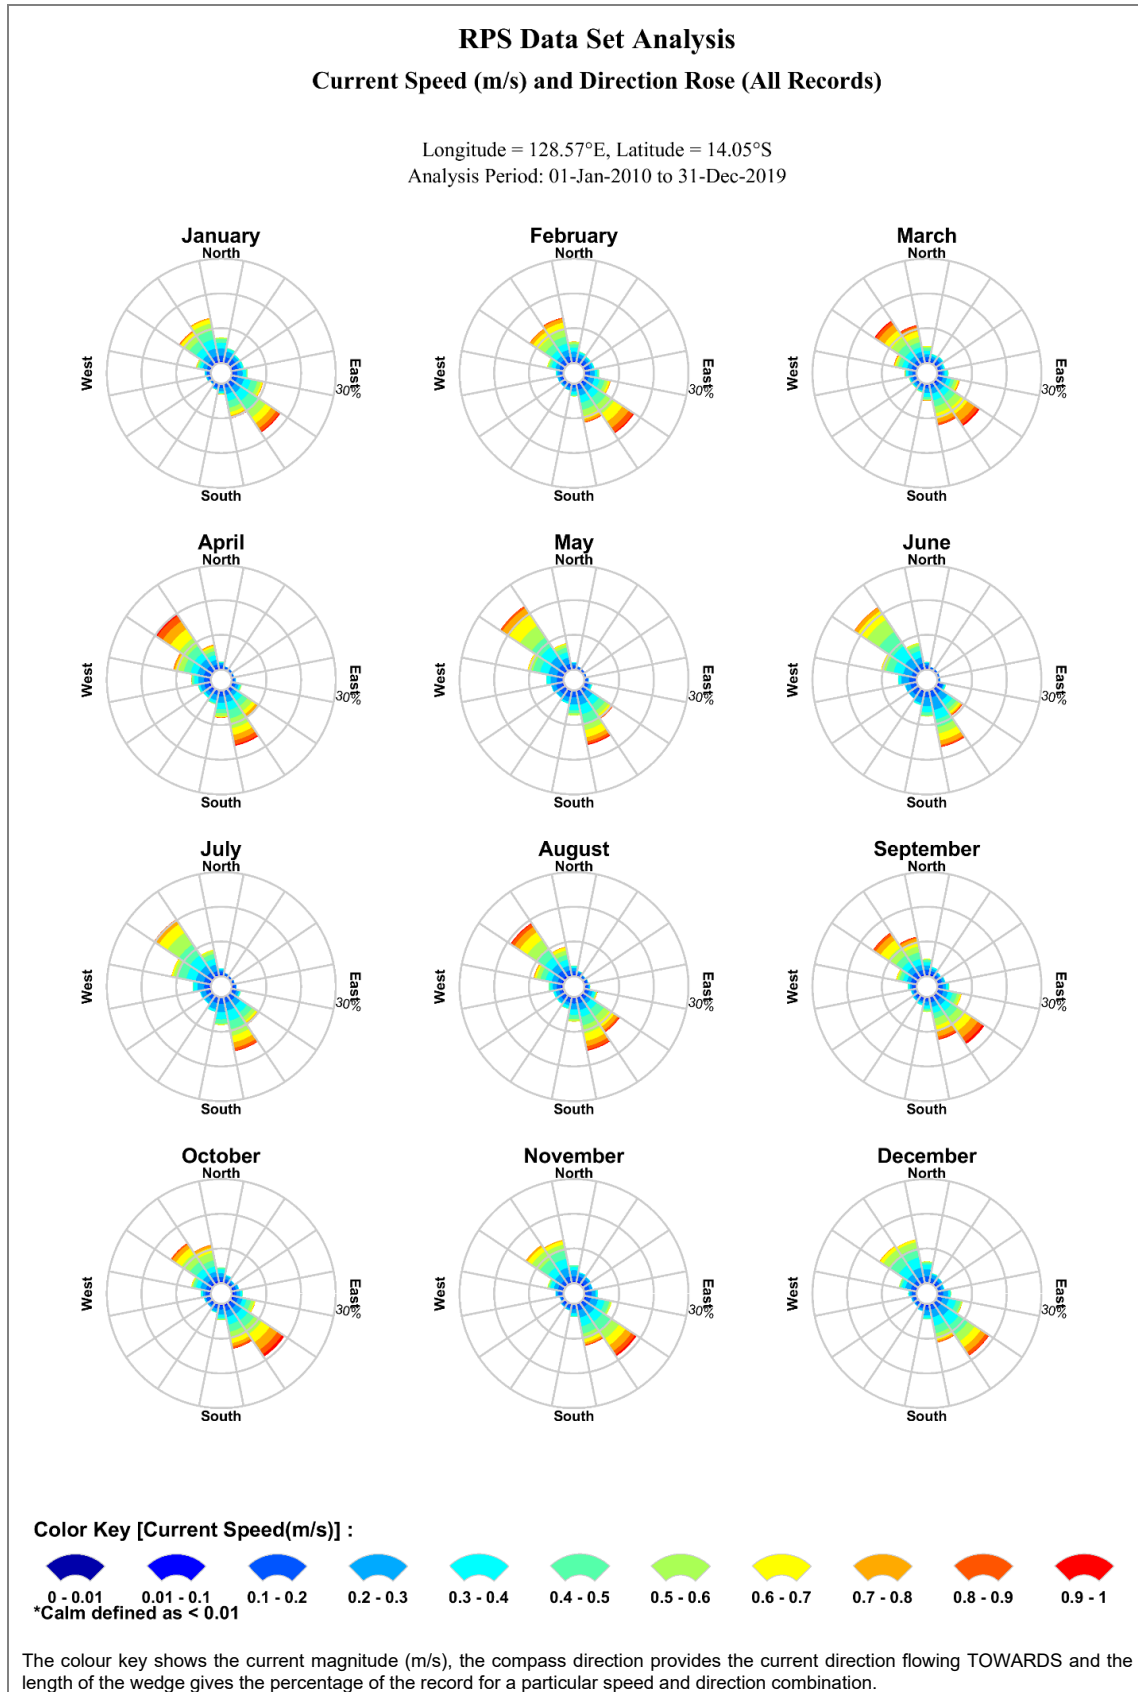 RPS Data Set Analysis
Current Speed (m/s) and Direction Rose (All Records)
Longitude = 128.57°E, Latitude = 14.05°S
Analysis Period: 01-Jan-2010 to 31-Dec-2019
January
North
West
East
30%
South
February
North
West
East
30%
South
March
North
West
East
30%
South
April
North
West
East
30%
South
May
North
West
East
30%
South
June
North
West
East
30%
South
July
North
West
East
30%
South
August
North
West
East
30%
South
September
North
West
East
30%
South
October
North
West
East
30%
South
November
North
West
East
30%
South
December
North
West
East
30%
South
Color Key [Current Speed(m/s)] :
0 - 0.01 0.01 - 0.1 0.1 - 0.2 0.2 - 0.3 0.3 - 0.4 0.4 - 0.5 0.5 - 0.6 0.6 - 0.7 0.7 - 0.8 0.8 - 0.9 0.9 - 1
*Calm defined as < 0.01
The colour key shows the current magnitude (m/s), the compass direction provides the current direction flowing TOWARDS and the
length of the wedge gives the percentage of the record for a particular speed and direction combination.